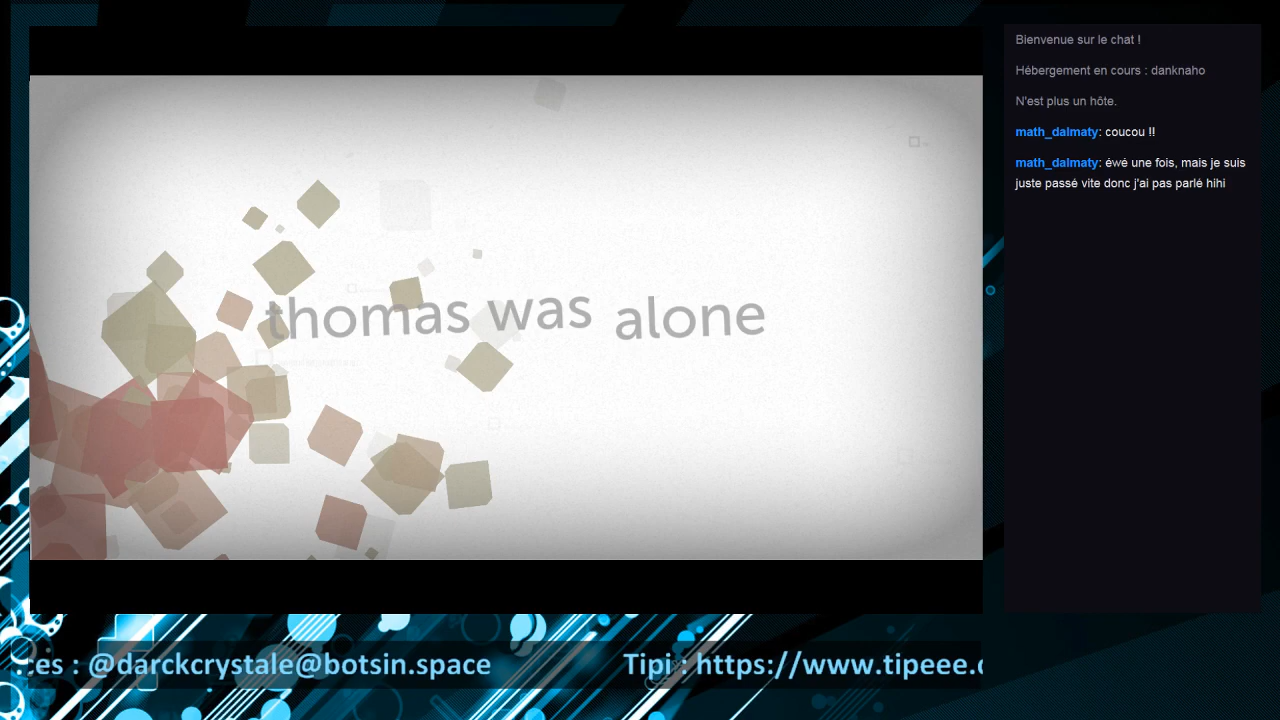 Bienvenue sur le chat !
Hébergement en cours : danknaho
N'est plus un hôte.
math_dalmaty: coucou !!
math_dalmaty: éwé une fois, mais je suis
juste passé vite donc j'ai pas parlé hihi
thomas was alone
es : @darckcrystale@botsin.space Tipi : https://www.tipeee.c